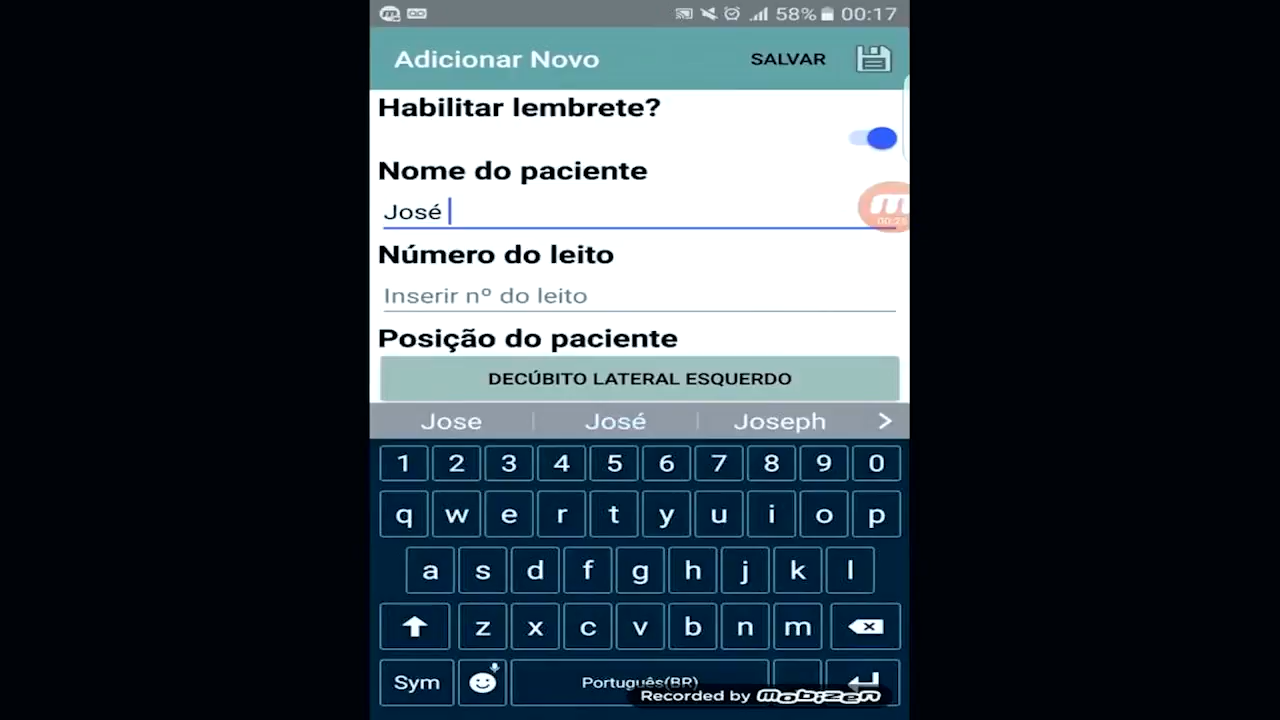 58% 00:17
Adicionar Novo SALVAR
Habilitar lembrete?
Nome do paciente
José
00:25
Número do leito
Inserir nº do leito
Posição do paciente
DECÚBITO LATERAL ESQUERDO
Jose José Joseph >
1 2 3 4 5 6 7 8 9 0
q w e r t y u i o p
a s d f g h j k l
z x c v b n m
Sym Português(BR)
Recorded by mobizen